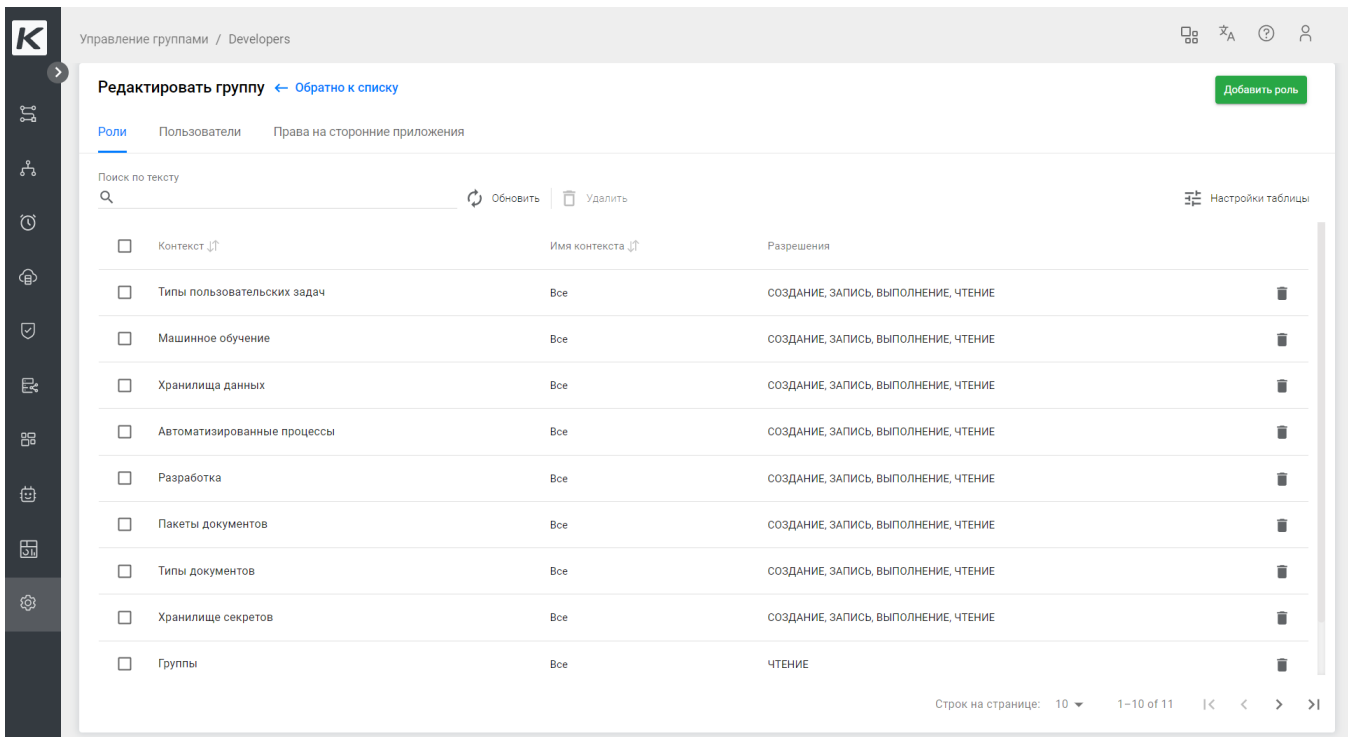 K
Управление группами / Developers
Редактировать группу ← Обратно к списку
Добавить роль
Роли Пользователи Права на сторонние приложения
Поиск по тексту
Обновить Удалить Настройки таблицы
Контекст Имя контекста Разрешения
Типы пользовательских задач Все СОЗДАНИЕ, ЗАПИСЬ, ВЫПОЛНЕНИЕ, ЧТЕНИЕ
Машинное обучение Все СОЗДАНИЕ, ЗАПИСЬ, ВЫПОЛНЕНИЕ, ЧТЕНИЕ
Хранилища данных Все СОЗДАНИЕ, ЗАПИСЬ, ВЫПОЛНЕНИЕ, ЧТЕНИЕ
Автоматизированные процессы Все СОЗДАНИЕ, ЗАПИСЬ, ВЫПОЛНЕНИЕ, ЧТЕНИЕ
Разработка Все СОЗДАНИЕ, ЗАПИСЬ, ВЫПОЛНЕНИЕ, ЧТЕНИЕ
Пакеты документов Все СОЗДАНИЕ, ЗАПИСЬ, ВЫПОЛНЕНИЕ, ЧТЕНИЕ
Типы документов Все СОЗДАНИЕ, ЗАПИСЬ, ВЫПОЛНЕНИЕ, ЧТЕНИЕ
Хранилище секретов Все СОЗДАНИЕ, ЗАПИСЬ, ВЫПОЛНЕНИЕ, ЧТЕНИЕ
Группы Все ЧТЕНИЕ
Строк на странице: 10 1–10 of 11